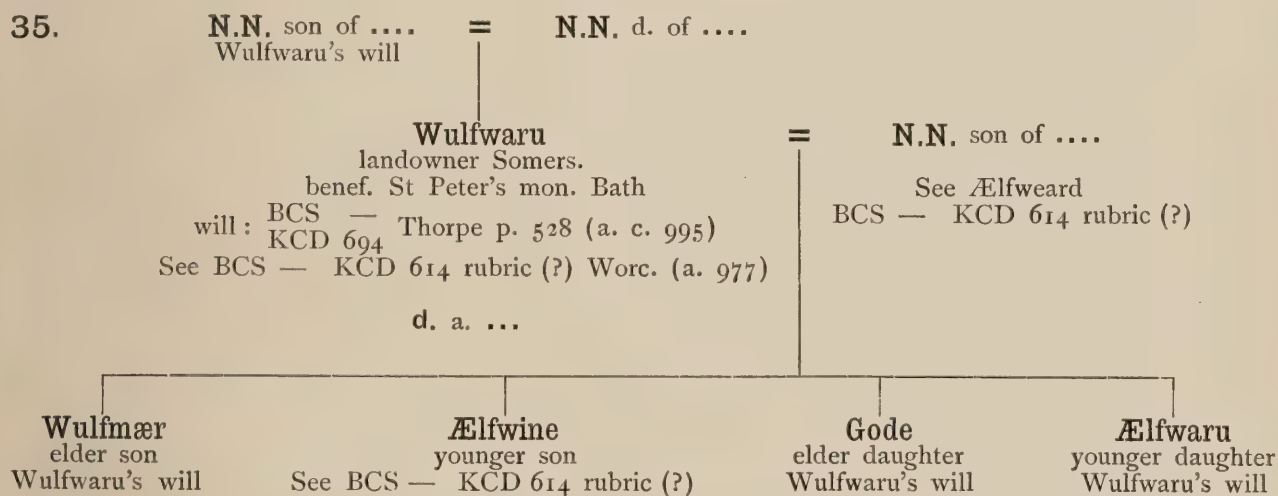 35. N.N. son of .... = N.N. d. of ....
Wulfwaru's will
Wulfwaru = N.N. son of ....
landowner Somers.
benef. St Peter's mon. Bath See Ælfweard
will : BCS — KCD 694 Thorpe p. 528 (a. c. 995) BCS — KCD 614 rubric (?)
See BCS — KCD 614 rubric (?) Worc. (a. 977)
d. a. ...
Wulfmær Ælfwine Gode Ælfwaru
elder son younger son elder daughter younger daughter
Wulfwaru's will See BCS — KCD 614 rubric (?) Wulfwaru's will Wulfwaru's will